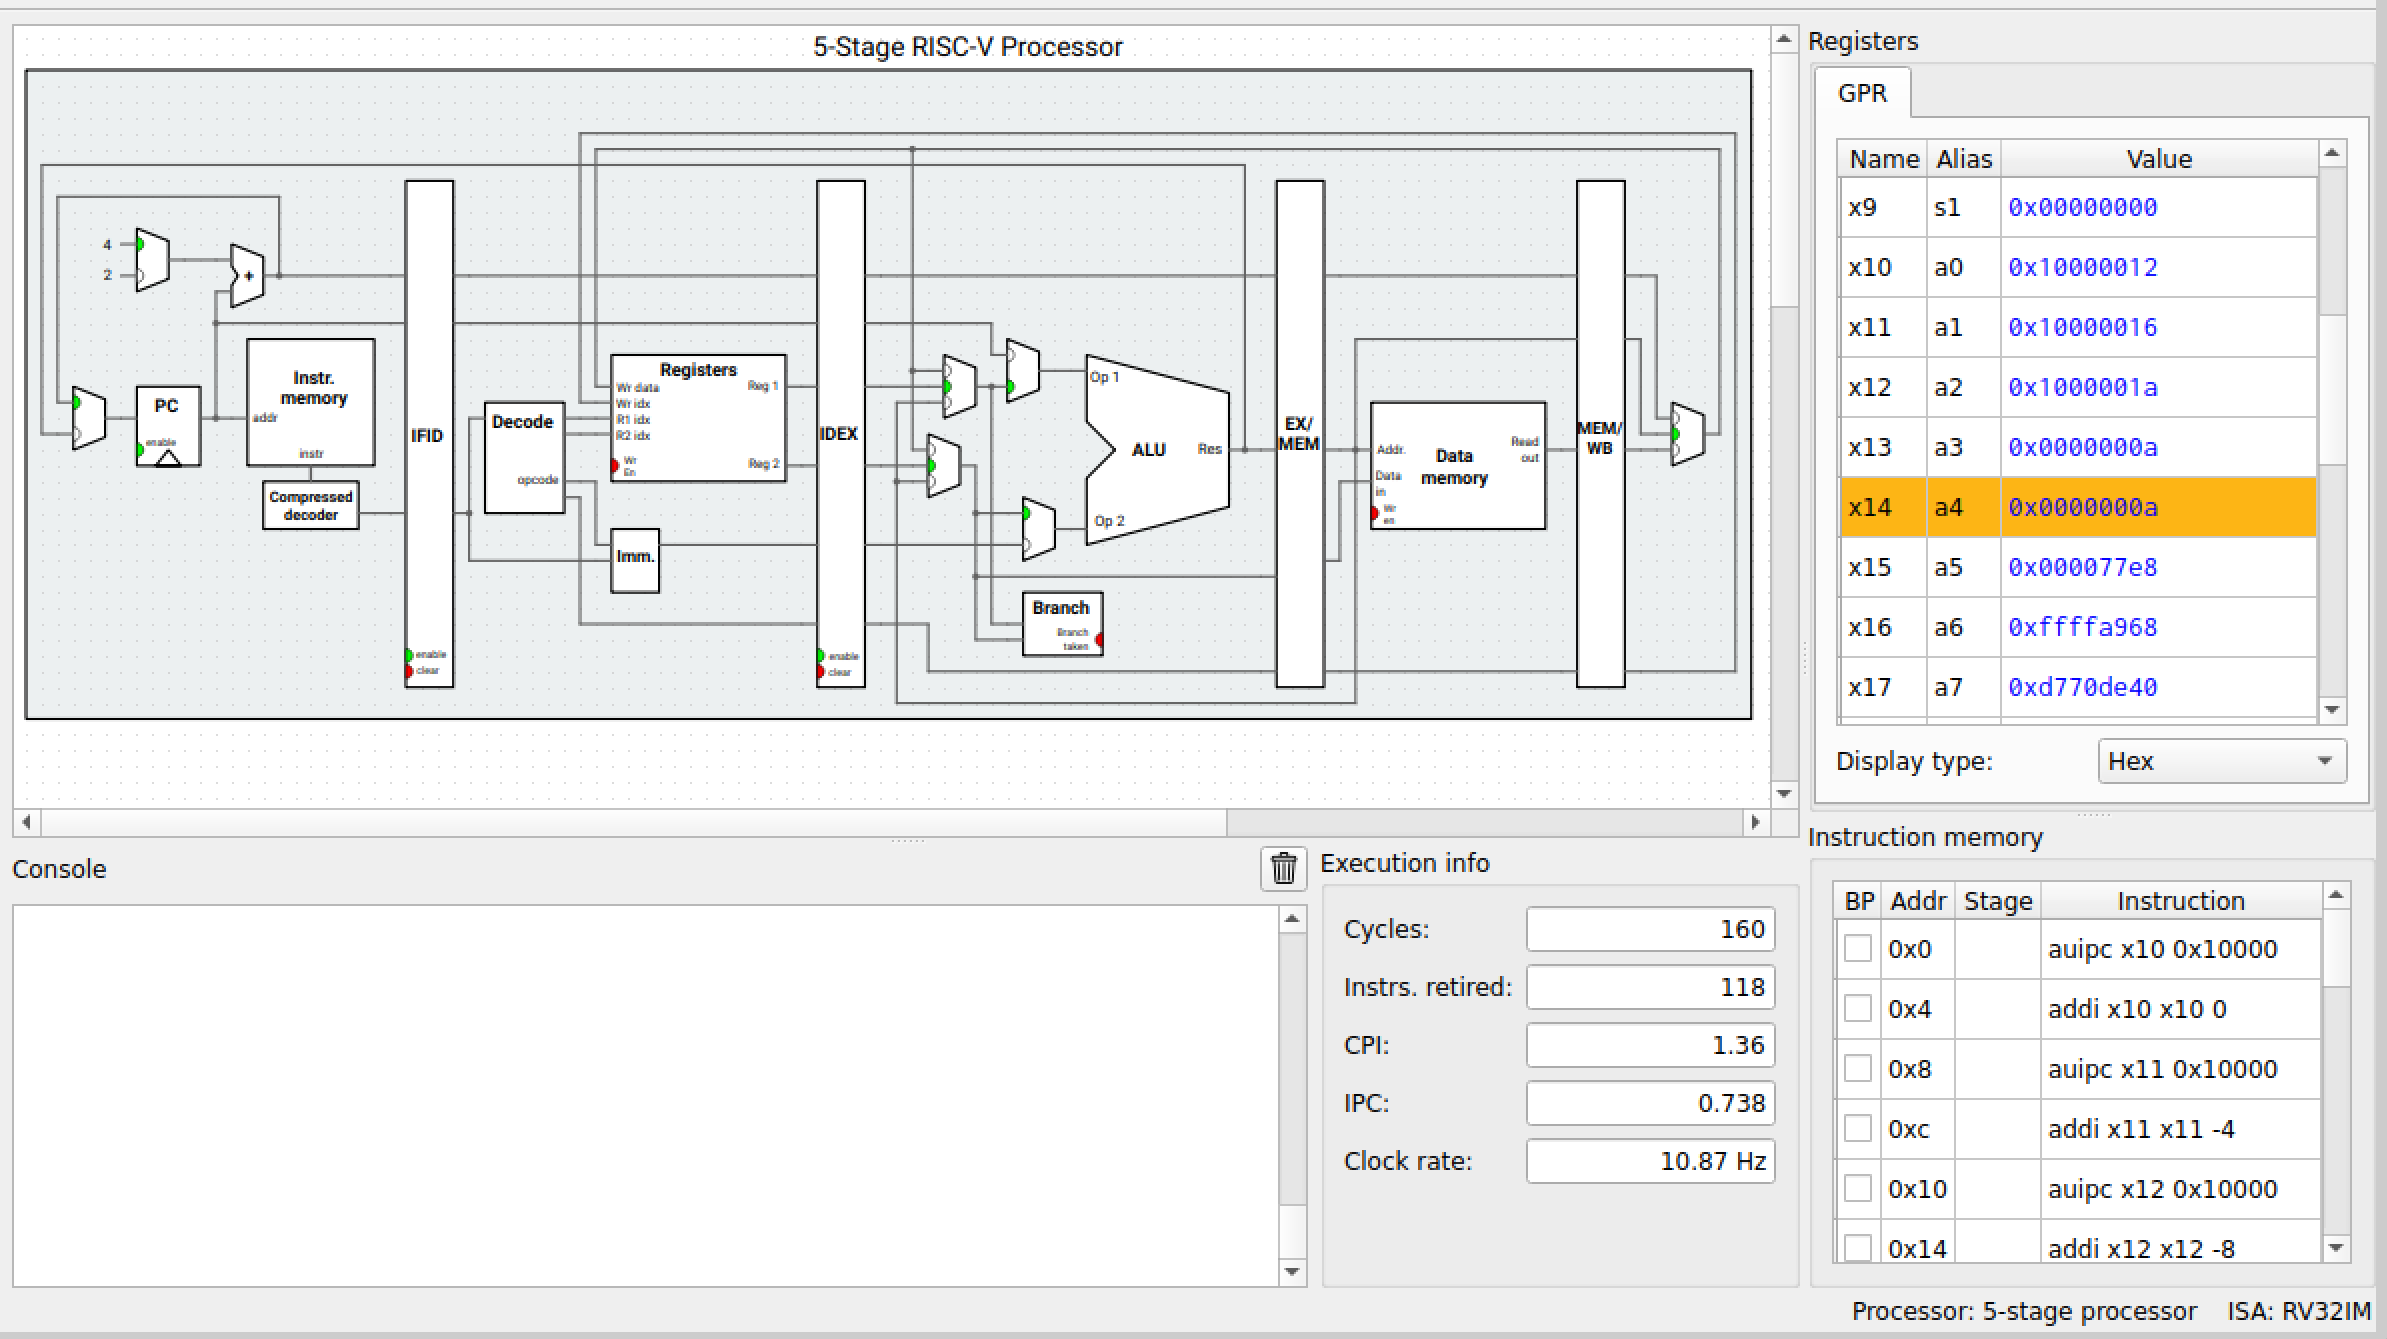 5-Stage RISC-V Processor
4
2
+
PC
enable
Instr.
memory
addr
instr
Compressed
decoder
IFID
enable
clear
Decode
opcode
Registers
Wr data
Wr idx
R1 idx
R2 idx
Wr
En
Reg 1
Reg 2
Imm.
IDEX
enable
clear
Op 1
ALU
Res
Op 2
Branch
Branch
taken
EX/
MEM
Addr.
Data
in
Wr
en
Data
memory
Read
out
MEM/
WB
Registers
GPR
Name Alias Value
x9 s1 0x00000000
x10 a0 0x10000012
x11 a1 0x10000016
x12 a2 0x1000001a
x13 a3 0x0000000a
x14 a4 0x0000000a
x15 a5 0x000077e8
x16 a6 0xffffa968
x17 a7 0xd770de40
Display type: Hex
Console
Execution info
Cycles: 160
Instrs. retired: 118
CPI: 1.36
IPC: 0.738
Clock rate: 10.87 Hz
Instruction memory
BP Addr Stage Instruction
0x0 auipc x10 0x10000
0x4 addi x10 x10 0
0x8 auipc x11 0x10000
0xc addi x11 x11 -4
0x10 auipc x12 0x10000
0x14 addi x12 x12 -8
Processor: 5-stage processor ISA: RV32IM